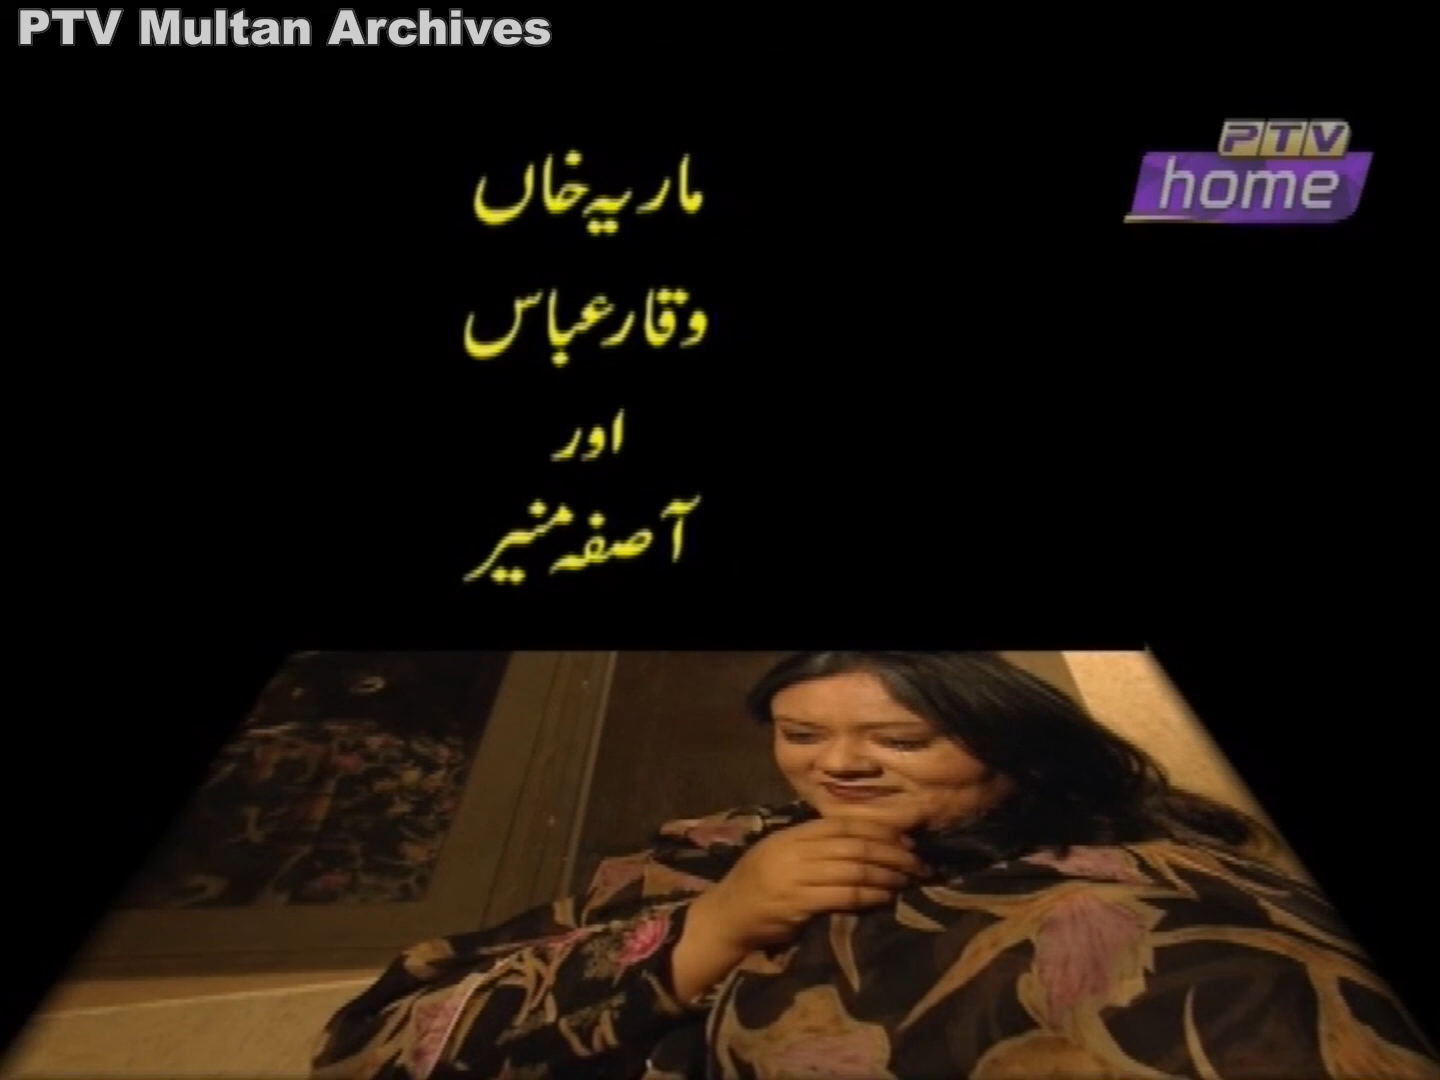 PTV Multan Archives
PTV
home
ماریہ خاں
وقار عباس
اور
آصفہ منیر